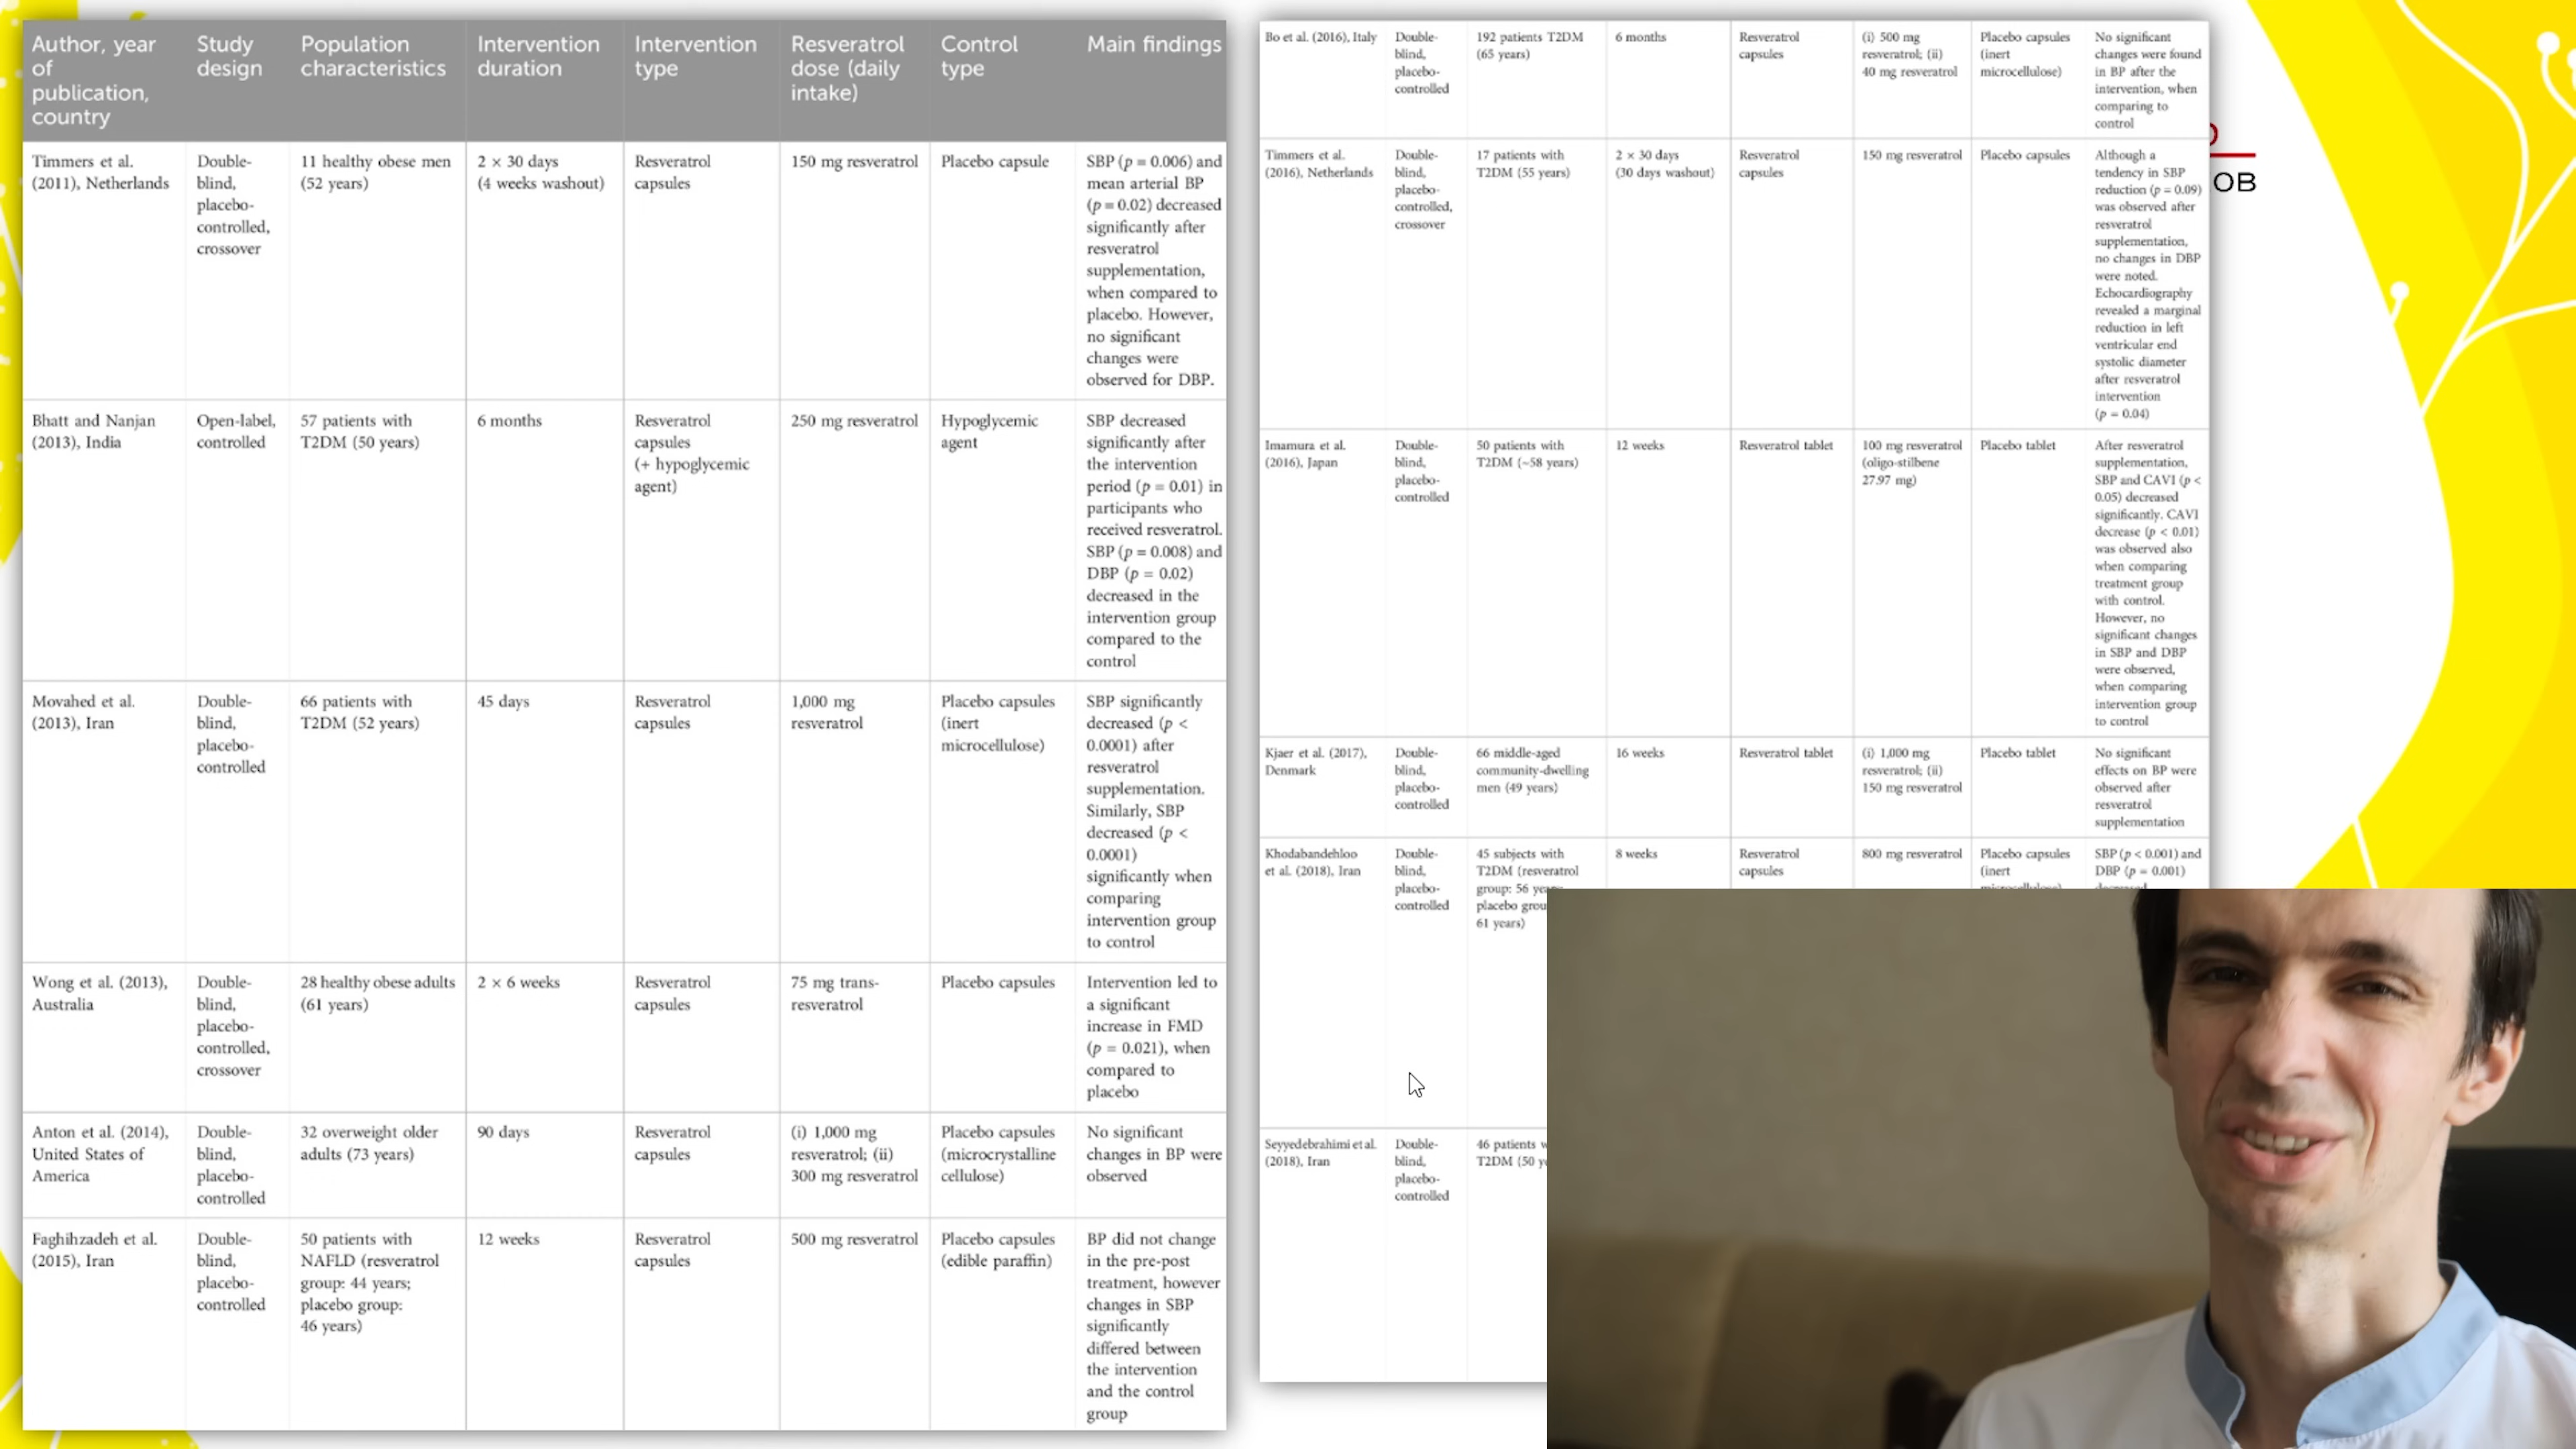 Author, year
of
publication,
country
Study
design
Population
characteristics
Intervention
duration
Intervention
type
Resveratrol
dose (daily
intake)
Control
type
Main findings
Timmers et al.
(2011), Netherlands
Double-
blind,
placebo-
controlled,
crossover
11 healthy obese men
(52 years)
2 × 30 days
(4 weeks washout)
Resveratrol
capsules
150 mg resveratrol
Placebo capsule
SBP (p = 0.006) and
mean arterial BP
(p = 0.02) decreased
significantly after
resveratrol
supplementation,
when compared to
placebo. However,
no significant
changes were
observed for DBP.
Bhatt and Nanjan
(2013), India
Open-label,
controlled
57 patients with
T2DM (50 years)
6 months
Resveratrol
capsules
(+ hypoglycemic
agent)
250 mg resveratrol
Hypoglycemic
agent
SBP decreased
significantly after
the intervention
period (p = 0.01) in
participants who
received resveratrol.
SBP (p = 0.008) and
DBP (p = 0.02)
decreased in the
intervention group
compared to the
control
Movahed et al.
(2013), Iran
Double-
blind,
placebo-
controlled
66 patients with
T2DM (52 years)
45 days
Resveratrol
capsules
1,000 mg
resveratrol
Placebo capsules
(inert
microcellulose)
SBP significantly
decreased (p <
0.0001) after
resveratrol
supplementation.
Similarly, SBP
decreased (p <
0.0001)
significantly when
comparing
intervention group
to control
Wong et al. (2013),
Australia
Double-
blind,
placebo-
controlled,
crossover
28 healthy obese adults
(61 years)
2 × 6 weeks
Resveratrol
capsules
75 mg trans-
resveratrol
Placebo capsules
Intervention led to
a significant
increase in FMD
(p = 0.021), when
compared to
placebo
Anton et al. (2014),
United States of
America
Double-
blind,
placebo-
controlled
32 overweight older
adults (73 years)
90 days
Resveratrol
capsules
(i) 1,000 mg
resveratrol; (ii)
300 mg resveratrol
Placebo capsules
(microcrystalline
cellulose)
No significant
changes in BP were
observed
Faghihzadeh et al.
(2015), Iran
Double-
blind,
placebo-
controlled
50 patients with
NAFLD (resveratrol
group: 44 years;
placebo group:
46 years)
12 weeks
Resveratrol
capsules
500 mg resveratrol
Placebo capsules
(edible paraffin)
BP did not change
in the pre-post
treatment, however
changes in SBP
significantly
differed between
the intervention
and the control
group
Bo et al. (2016), Italy
Double-
blind,
placebo-
controlled
192 patients T2DM
(65 years)
6 months
Resveratrol
capsules
(i) 500 mg
resveratrol; (ii)
40 mg resveratrol
Placebo capsules
(inert
microcellulose)
No significant
changes were found
in BP after the
intervention, when
comparing to
control
Timmers et al.
(2016), Netherlands
Double-
blind,
placebo-
controlled,
crossover
17 patients with
T2DM (55 years)
2 × 30 days
(30 days washout)
Resveratrol
capsules
150 mg resveratrol
Placebo capsules
Although a
tendency in SBP
reduction (p = 0.09)
was observed after
resveratrol
supplementation,
no changes in DBP
were noted.
Echocardiography
revealed a marginal
reduction in left
ventricular end
systolic diameter
after resveratrol
intervention
(p = 0.04)
Imamura et al.
(2016), Japan
Double-
blind,
placebo-
controlled
50 patients with
T2DM (~58 years)
12 weeks
Resveratrol tablet
100 mg resveratrol
(oligo-stilbene
27.97 mg)
Placebo tablet
After resveratrol
supplementation,
SBP and CAVI (p <
0.05) decreased
significantly. CAVI
decrease (p < 0.01)
was observed also
when comparing
treatment group
with control.
However, no
significant changes
in SBP and DBP
were observed,
when comparing
intervention group
to control
Kjaer et al. (2017),
Denmark
Double-
blind,
placebo-
controlled
66 middle-aged
community-dwelling
men (49 years)
16 weeks
Resveratrol tablet
(i) 1,000 mg
resveratrol; (ii)
150 mg resveratrol
Placebo tablet
No significant
effects on BP were
observed after
resveratrol
supplementation
Khodabandehloo
et al. (2018), Iran
Double-
blind,
placebo-
controlled
45 subjects with
T2DM (resveratrol
group: 56
placebo
61 years)
8 weeks
Resveratrol
capsules
800 mg resveratrol
Placebo capsules
(inert
SBP (p < 0.001) and
DBP (p = 0.001)
Seyyedebrahimi et al.
(2018), Iran
Double-
blind,
placebo-
controlled
46 patients
T2DM (50
ОВ